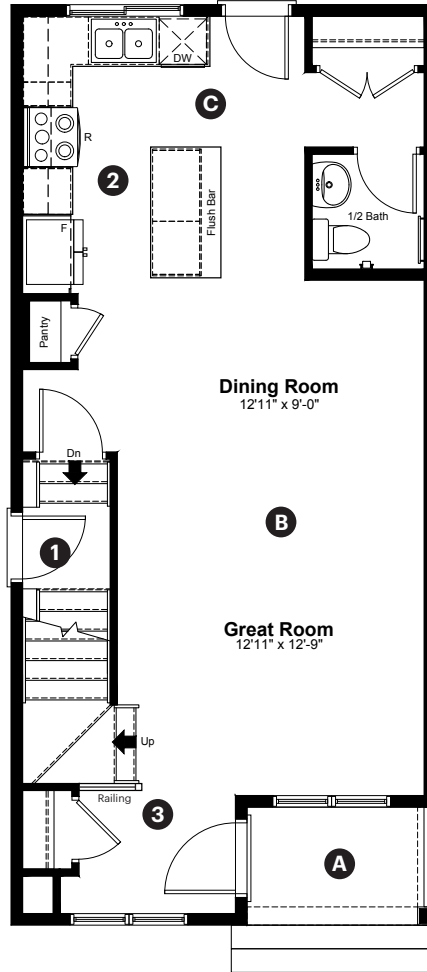 DW
C
R
2
1/2 Bath
Flush Bar
F
Pantry
Dining Room
12'11" x 9'-0"
Dn
B
1
Great Room
12'11" x 12'-9"
Up
Railing
3
A